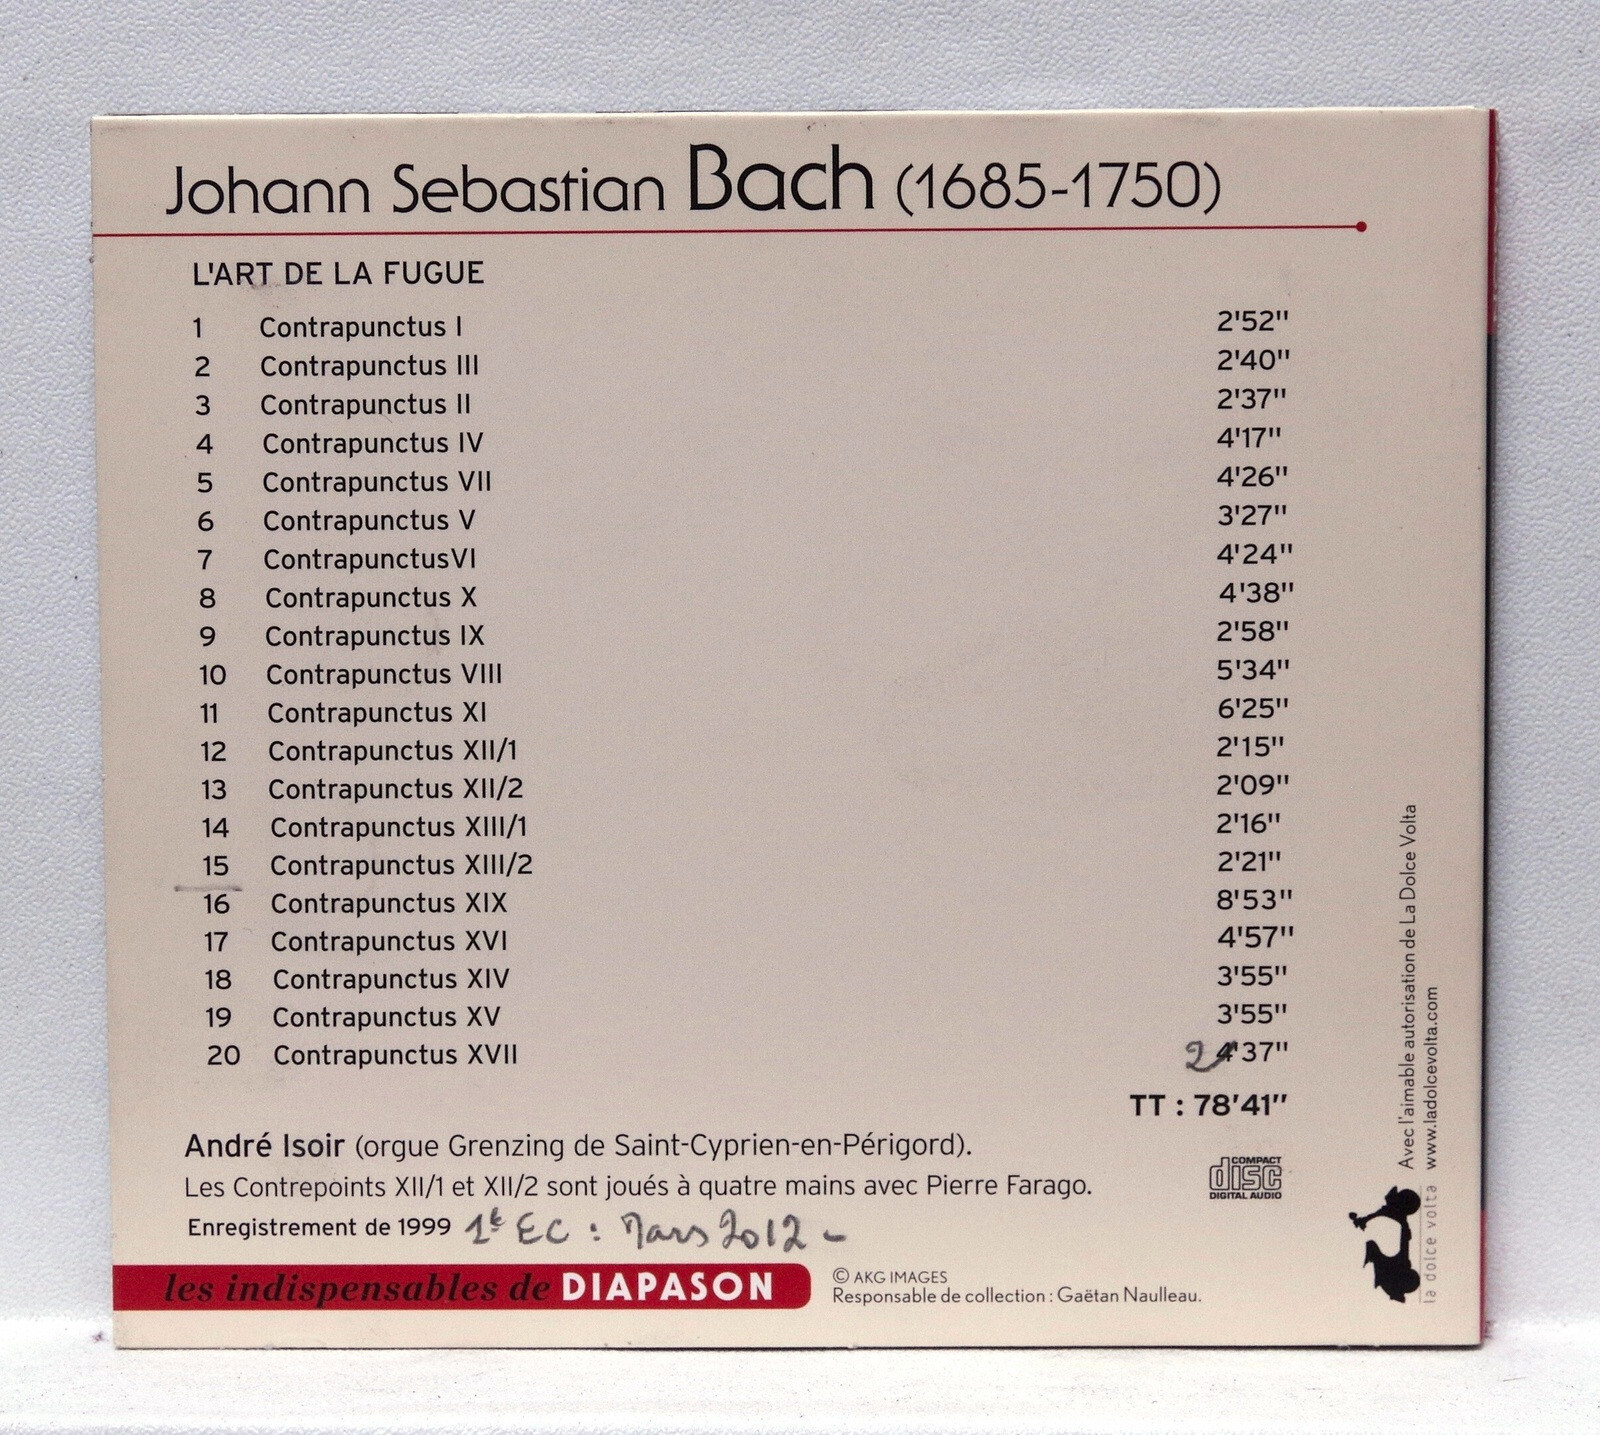 Johann Sebastian Bach (1685-1750)
L'ART DE LA FUGUE
1 Contrapunctus I 2'52"
2 Contrapunctus III 2'40"
3 Contrapunctus II 2'37"
4 Contrapunctus IV 4'17"
5 Contrapunctus VII 4'26"
6 Contrapunctus V 3'27"
7 ContrapunctusVI 4'24"
8 Contrapunctus X 4'38"
9 Contrapunctus IX 2'58"
10 Contrapunctus VIII 5'34"
11 Contrapunctus XI 6'25"
12 Contrapunctus XII/1 2'15"
13 Contrapunctus XII/2 2'09"
14 Contrapunctus XIII/1 2'16"
15 Contrapunctus XIII/2 2'21"
16 Contrapunctus XIX 8'53"
17 Contrapunctus XVI 4'57"
18 Contrapunctus XIV 3'55"
19 Contrapunctus XV 3'55"
20 Contrapunctus XVII 2 4'37"
TT : 78'41"
André Isoir (orgue Grenzing de Saint-Cyprien-en-Périgord).
Les Contrepoints XII/1 et XII/2 sont joués à quatre mains avec Pierre Farago.
Enregistrement de 1999 1è EC : Mars 2012 -
les indispensables de DIAPASON
© AKG IMAGES
Responsable de collection : Gaëtan Naulleau.
COMPACT
disc
DIGITAL AUDIO
Avec l'aimable autorisation de La Dolce Volta
www.ladolcevolta.com
la dolce volta